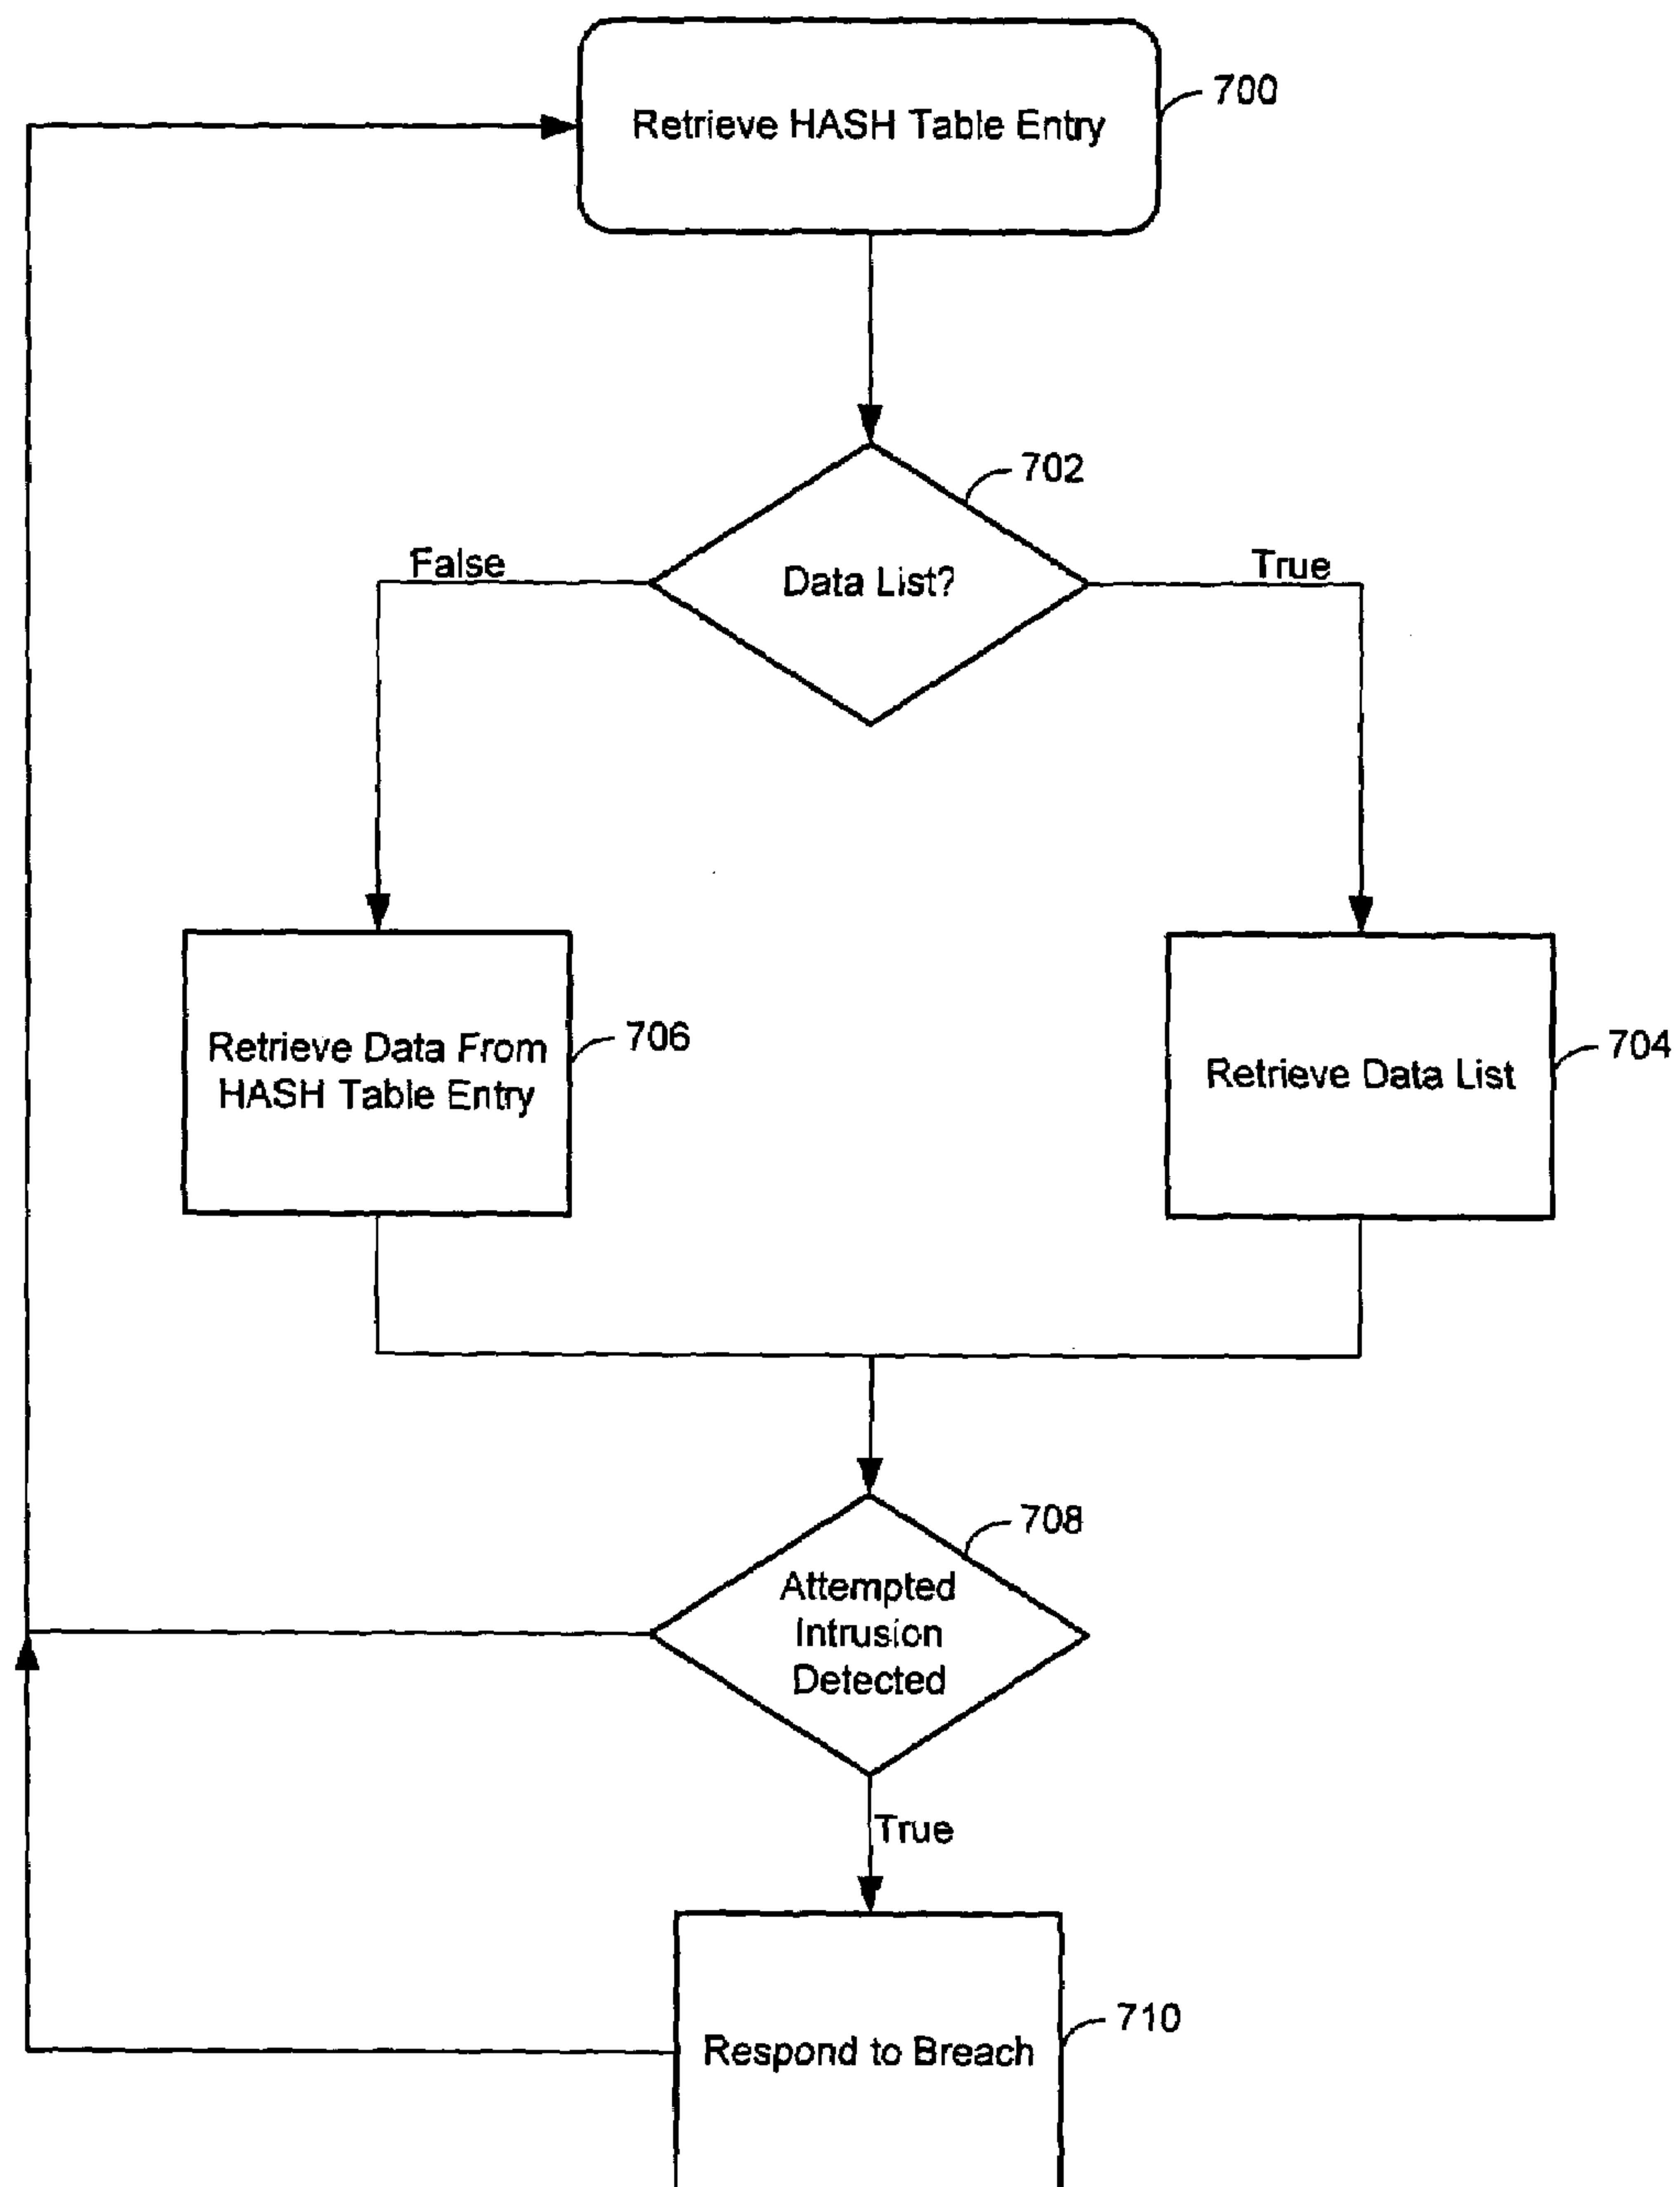 Retrieve HASH Table Entry
700
702
False
Data List?
True
Retrieve Data From
HASH Table Entry
706
Retrieve Data List
704
708
Attempted
Intrusion
Detected
True
Respond to Breach
710